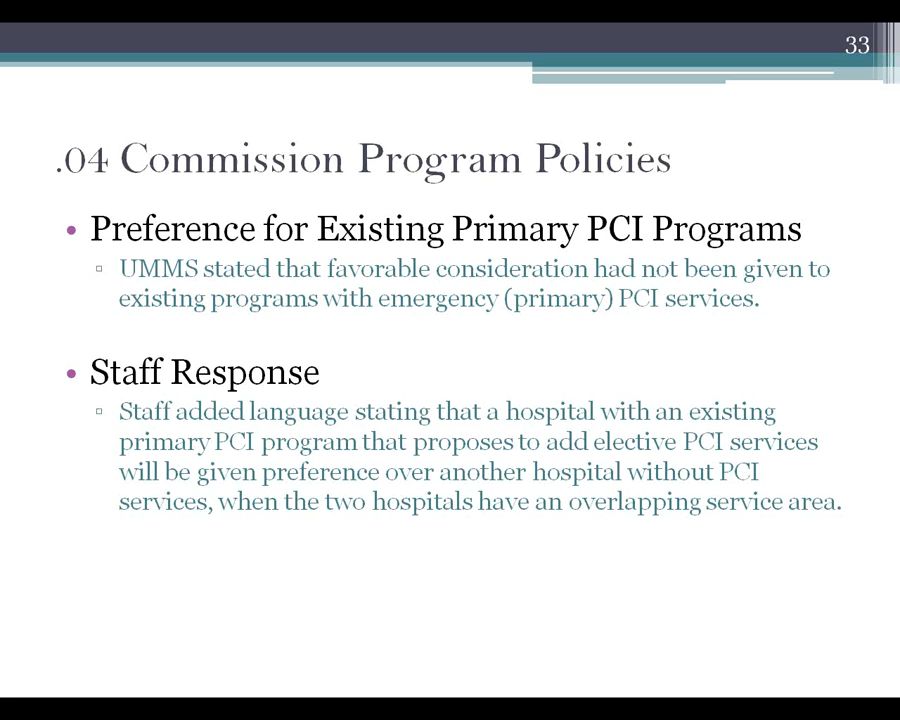 33
.04 Commission Program Policies
• Preference for Existing Primary PCI Programs
▫ UMMS stated that favorable consideration had not been given to
existing programs with emergency (primary) PCI services.
• Staff Response
▫ Staff added language stating that a hospital with an existing
primary PCI program that proposes to add elective PCI services
will be given preference over another hospital without PCI
services, when the two hospitals have an overlapping service area.